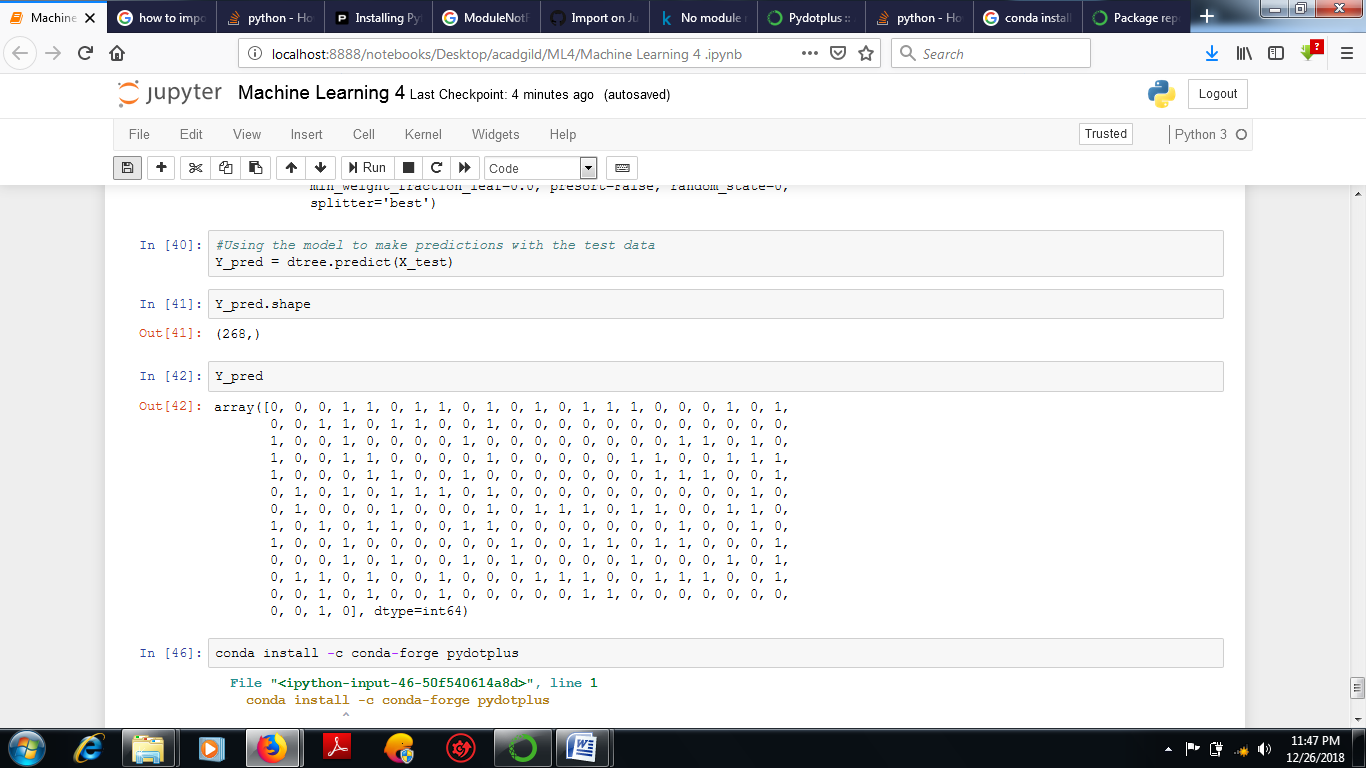 Machine
how to impo
python - Ho
Installing Py
ModuleNotF
Import on Ju
No module
Pydotplus ::
python - Ho
conda install
Package rep
localhost:8888/notebooks/Desktop/acadgild/ML4/Machine Learning 4 .ipynb
Search
jupyter Machine Learning 4 Last Checkpoint: 4 minutes ago (autosaved)
Logout
File Edit View Insert Cell Kernel Widgets Help
Trusted
Python 3
Run
Code
min_weight_fraction_leaf=0.0, presort=False, random_state=0,
splitter='best')
In [40]: #Using the model to make predictions with the test data
Y_pred = dtree.predict(X_test)
In [41]: Y_pred.shape
Out[41]: (268,)
In [42]: Y_pred
Out[42]: array([0, 0, 0, 1, 1, 0, 1, 1, 0, 1, 0, 1, 0, 1, 1, 1, 0, 0, 0, 1, 0, 1,
0, 0, 1, 1, 0, 1, 1, 0, 0, 1, 0, 0, 0, 0, 0, 0, 0, 0, 0, 0,
1, 0, 0, 1, 0, 0, 0, 0, 1, 0, 0, 0, 0, 0, 0, 0, 0, 1, 1, 0, 1, 0,
1, 0, 0, 1, 1, 0, 0, 0, 1, 0, 0, 0, 0, 0, 0, 1, 1, 0, 0, 1, 1, 1,
1, 0, 0, 0, 1, 1, 0, 0, 1, 0, 0, 0, 0, 0, 0, 0, 1, 1, 1, 0, 0, 1,
0, 1, 0, 1, 0, 1, 1, 1, 0, 1, 0, 0, 0, 0, 0, 0, 0, 0, 0, 0, 1, 0,
0, 1, 0, 0, 0, 0, 0, 0, 0, 1, 0, 1, 1, 1, 0, 1, 1, 0, 0, 1, 1, 0,
1, 0, 1, 0, 1, 1, 0, 0, 1, 1, 0, 0, 0, 0, 0, 0, 0, 1, 0, 0, 1, 0,
1, 0, 0, 1, 0, 0, 0, 0, 0, 0, 1, 0, 0, 1, 1, 0, 1, 1, 0, 0, 0, 1,
0, 0, 0, 1, 0, 1, 0, 0, 1, 0, 1, 0, 0, 0, 0, 1, 0, 0, 0, 1, 0, 1,
0, 1, 1, 0, 1, 0, 0, 1, 0, 0, 0, 1, 1, 1, 0, 0, 1, 1, 1, 0, 0, 1,
0, 0, 1, 0, 1, 0, 0, 1, 0, 0, 0, 0, 0, 1, 1, 0, 0, 0, 0, 0, 0, 0,
0, 0, 1, 0], dtype=int64)
In [46]: conda install -c conda-forge pydotplus
File "<ipython-input-46-50f540614a8d>", line 1
conda install -c conda-forge pydotplus
^
11:47 PM
12/26/2018